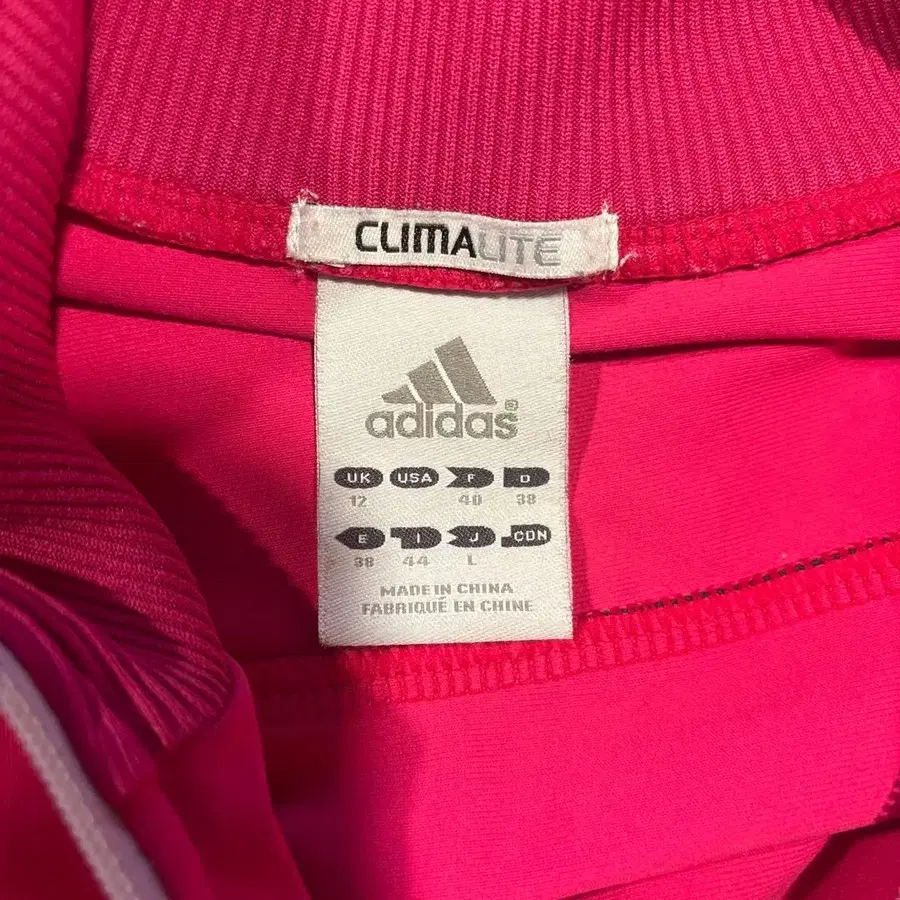 CLIMALITE
adidas®
UK USA F D
12 40 38
E I J CDN
38 44 L
MADE IN CHINA
FABRIQUÉ EN CHINE